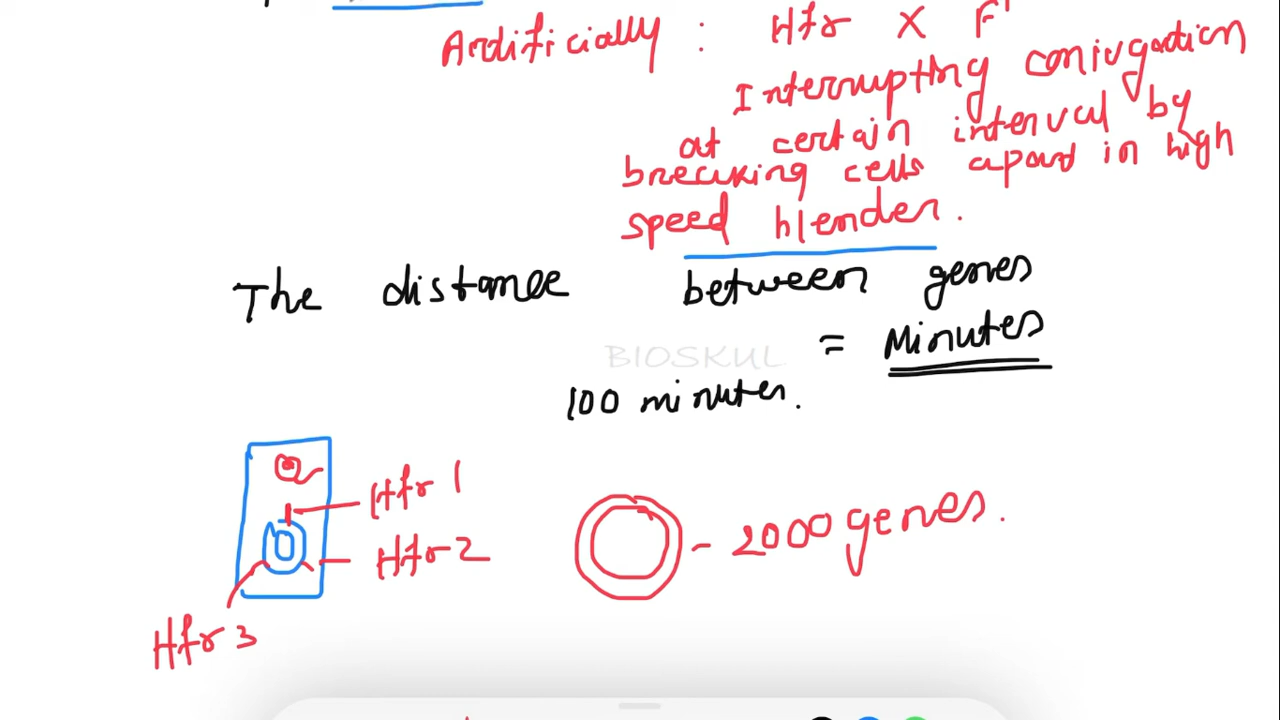 Artificially : Hfr X F
Interrupting conjugation
at certain interval by
breaking cells apart in high
speed blender.
The distance between genes
= Minutes
BIOSKUL
100 minutes.
Hfr 1
Hfr 2
Hfr 3
- 2000 genes.